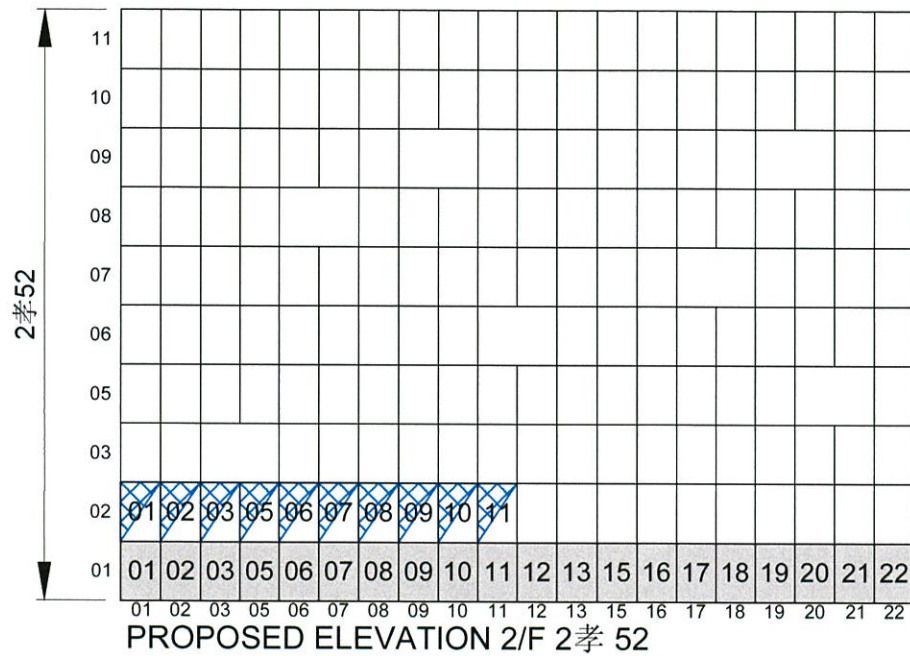 11
10
09
08
07
06
05
03
02 01 02 03 05 06 07 08 09 10 11
01 01 02 03 05 06 07 08 09 10 11 12 13 15 16 17 18 19 20 21 22
01 02 03 05 06 07 08 09 10 11 12 13 15 16 17 18 19 20 21 22
2孝52
PROPOSED ELEVATION 2/F 2孝 52